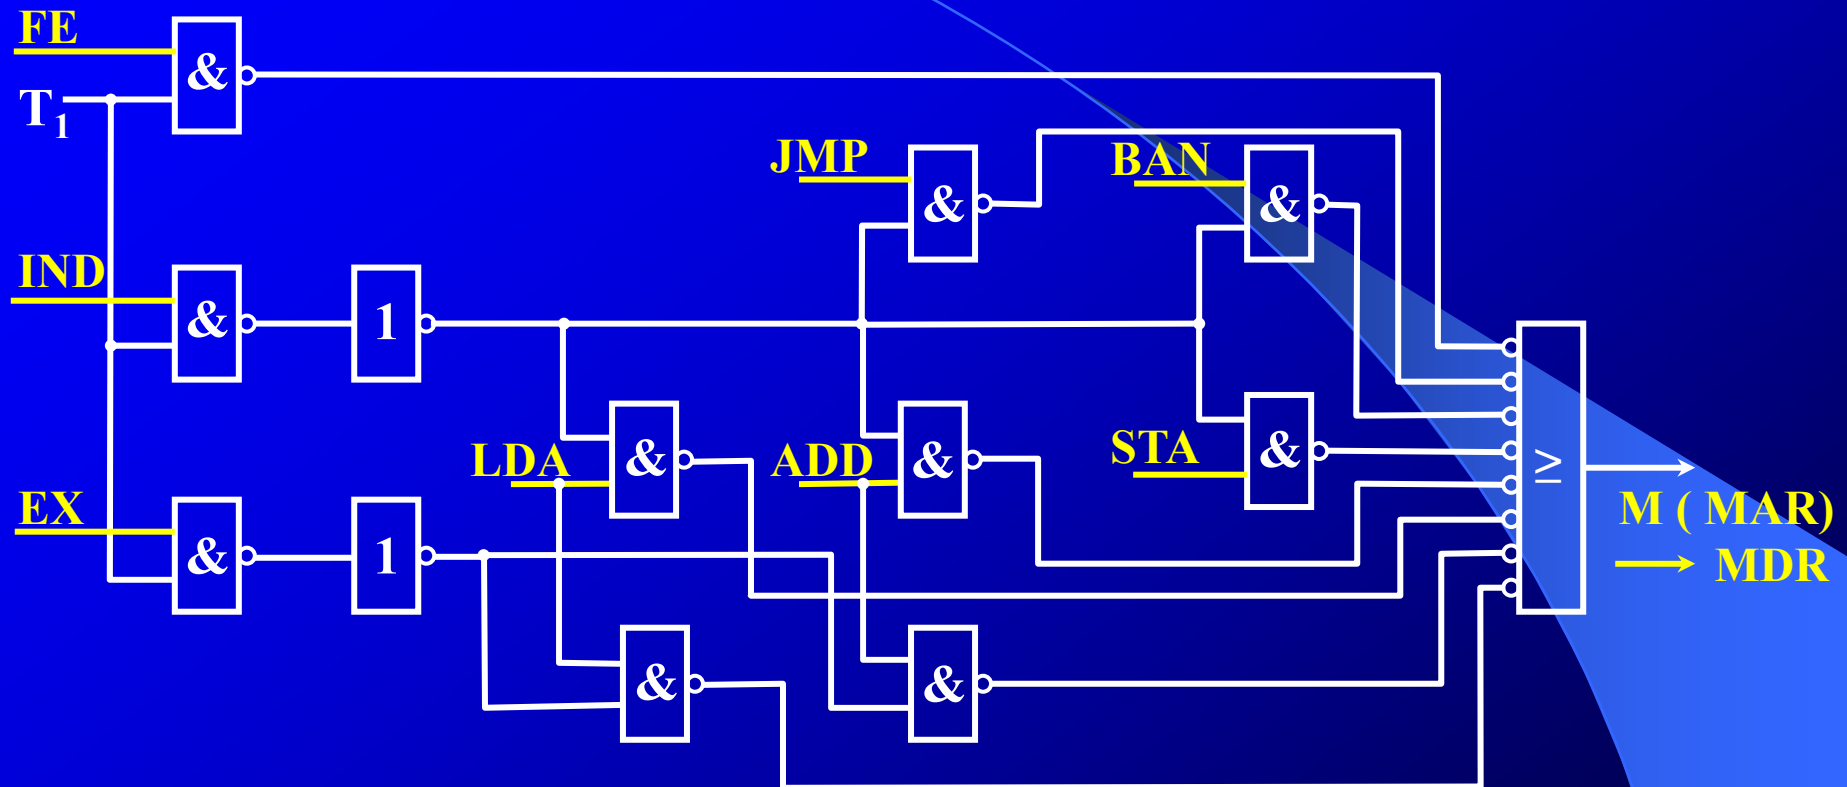 FE
&
T1
JMP
&
BAN
&
IND
&
1
LDA
&
ADD
&
STA
&
≥
M ( MAR)
EX
&
1
→ MDR
&
&